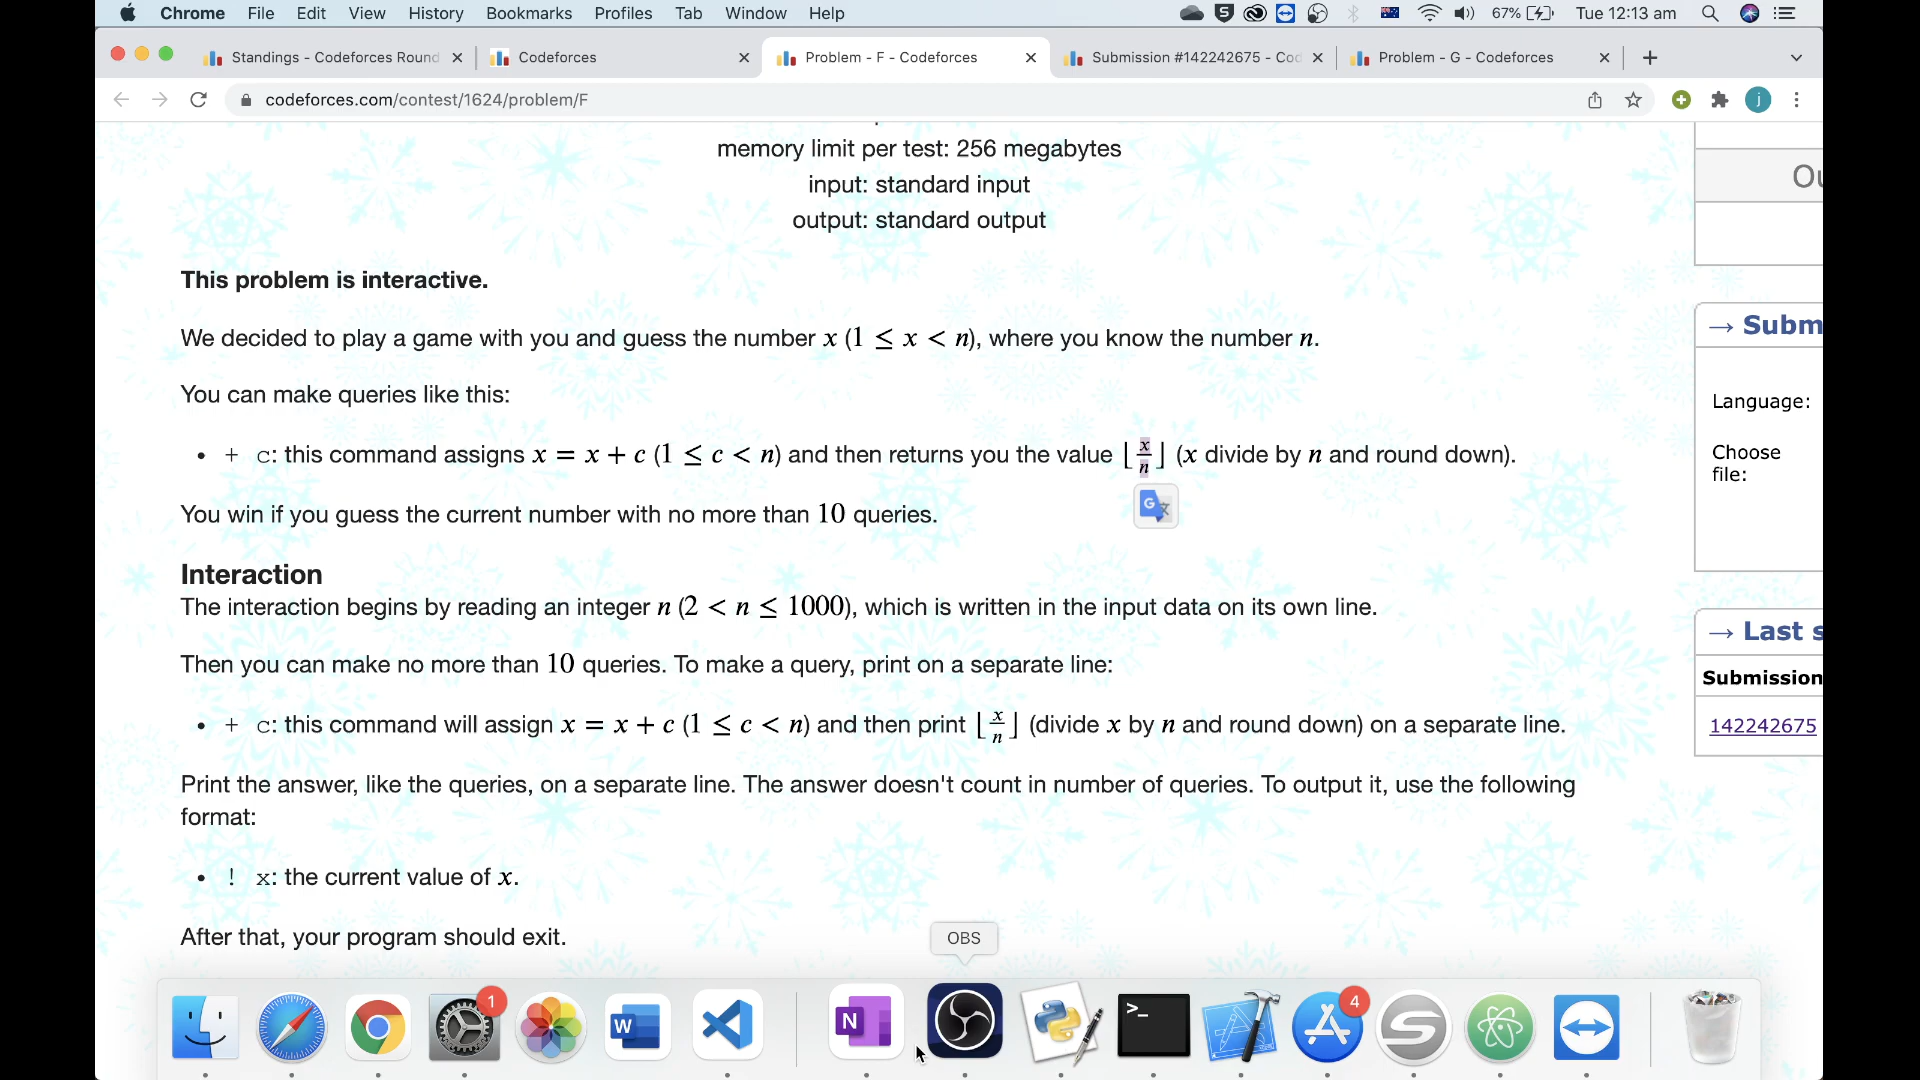 Chrome File Edit View History Bookmarks Profiles Tab Window Help 67% Tue 12:13 am
Standings - Codeforces Round Codeforces Problem - F - Codeforces Submission #142242675 - Cod Problem - G - Codeforces
codeforces.com/contest/1624/problem/F j
memory limit per test: 256 megabytes
input: standard input
output: standard output
This problem is interactive.
We decided to play a game with you and guess the number x (1 ≤ x < n), where you know the number n.
You can make queries like this:
• + c: this command assigns x = x + c (1 ≤ c < n) and then returns you the value ⌊x/n⌋ (x divide by n and round down).
You win if you guess the current number with no more than 10 queries.
Interaction
The interaction begins by reading an integer n (2 < n ≤ 1000), which is written in the input data on its own line.
Then you can make no more than 10 queries. To make a query, print on a separate line:
• + c: this command will assign x = x + c (1 ≤ c < n) and then print ⌊x/n⌋ (divide x by n and round down) on a separate line.
Print the answer, like the queries, on a separate line. The answer doesn't count in number of queries. To output it, use the following
format:
• ! x: the current value of x.
After that, your program should exit.
→ Subm
Language:
Choose
file:
→ Last s
Submission
142242675
OBS
1
W
N
>_
4
S